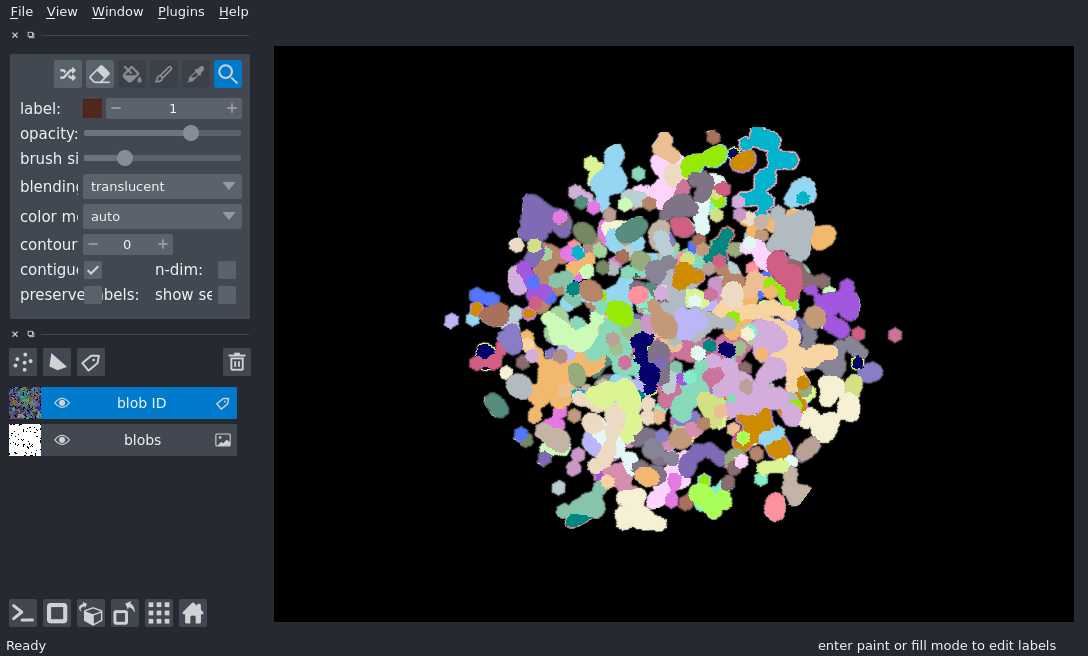 File View Window Plugins Help
label: 1
opacity:
brush si
blending translucent
color m auto
contour 0
contigu n-dim:
preserve abels: show se
blob ID
blobs
Ready enter paint or fill mode to edit labels